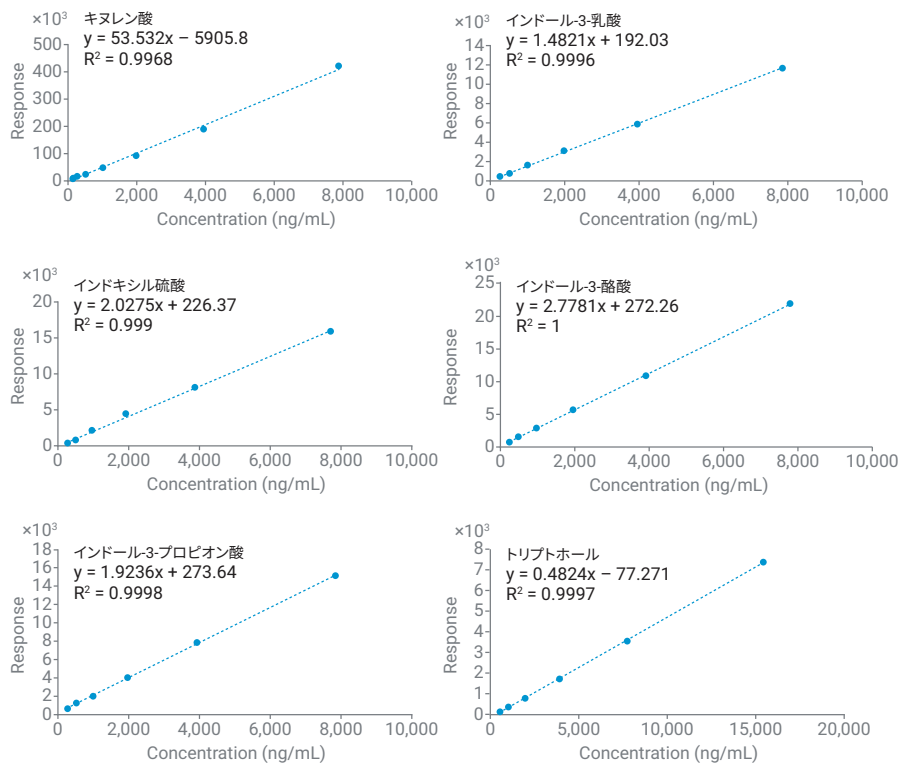 ×10³
キヌレン酸
y = 53.532x − 5905.8
R² = 0.9968
500
400
300
200
100
0
Response
0 2,000 4,000 6,000 8,000 10,000
Concentration (ng/mL)
×10³
インドール-3-乳酸
y = 1.4821x + 192.03
R² = 0.9996
14
12
10
8
6
4
2
0
Response
0 2,000 4,000 6,000 8,000 10,000
Concentration (ng/mL)
×10³
インドキシル硫酸
y = 2.0275x + 226.37
R² = 0.999
20
15
10
5
0
Response
0 2,000 4,000 6,000 8,000 10,000
Concentration (ng/mL)
×10³
インドール-3-酪酸
y = 2.7781x + 272.26
R² = 1
25
20
15
10
5
0
Response
0 2,000 4,000 6,000 8,000 10,000
Concentration (ng/mL)
×10³
インドール-3-プロピオン酸
y = 1.9236x + 273.64
R² = 0.9998
18
16
14
12
10
8
6
4
2
0
Response
0 2,000 4,000 6,000 8,000 10,000
Concentration (ng/mL)
×10³
トリプトホール
y = 0.4824x − 77.271
R² = 0.9997
8
7
6
5
4
3
2
1
0
Response
0 5,000 10,000 15,000 20,000
Concentration (ng/mL)